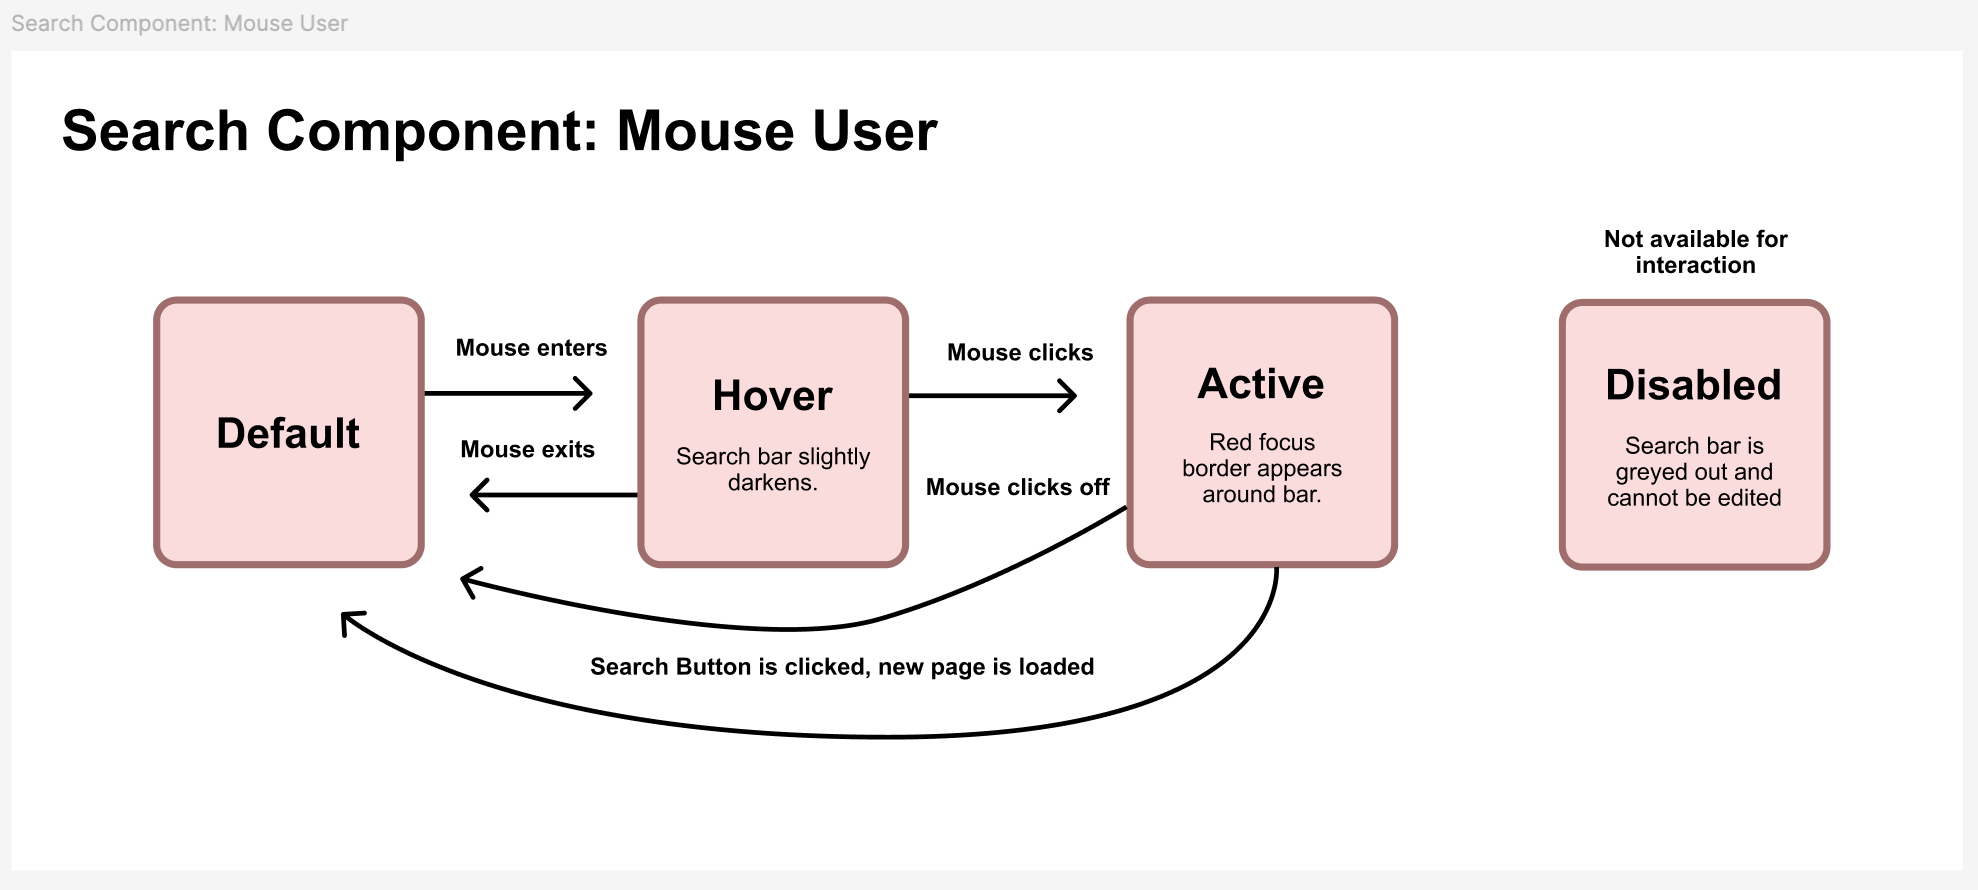 Search Component: Mouse User
Search Component: Mouse User
Default
Mouse enters
Mouse exits
Hover
Search bar slightly
darkens.
Mouse clicks
Mouse clicks off
Active
Red focus
border appears
around bar.
Not available for
interaction
Disabled
Search bar is
greyed out and
cannot be edited
Search Button is clicked, new page is loaded